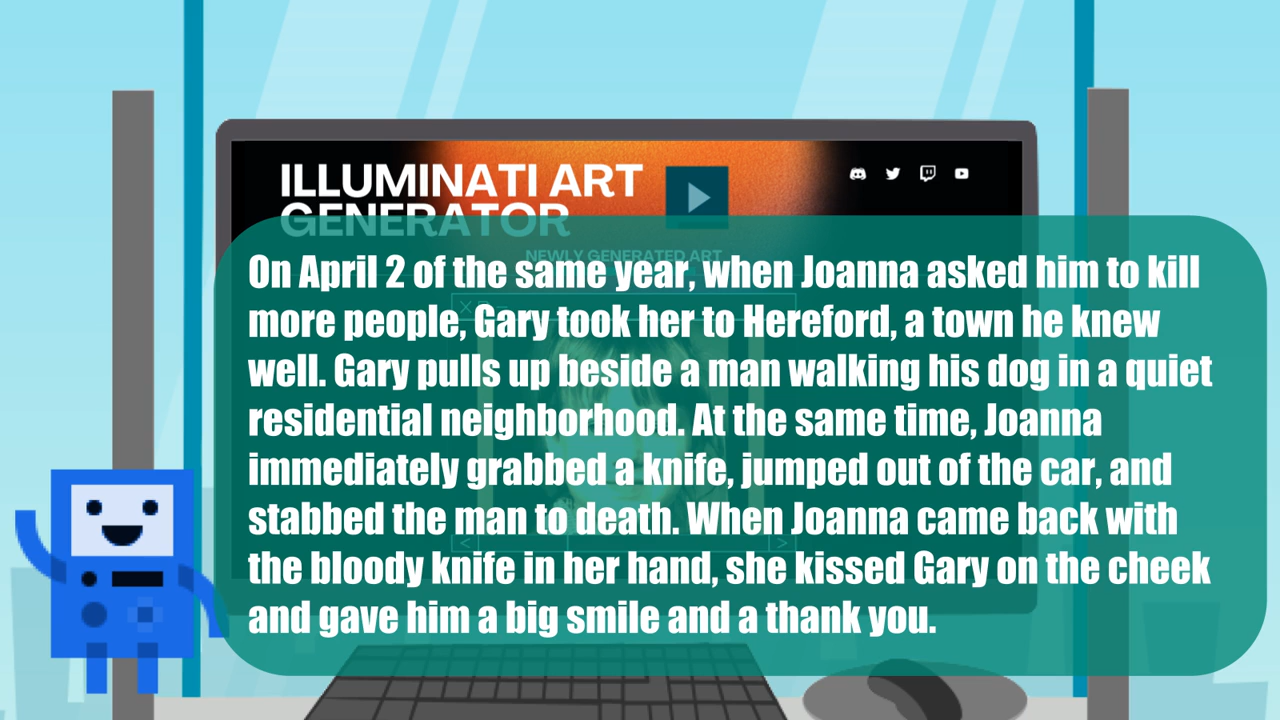 ILLUMINATI ART
GENERATOR
NEWLY GENERATED ART
On April 2 of the same year, when Joanna asked him to kill
more people, Gary took her to Hereford, a town he knew
well. Gary pulls up beside a man walking his dog in a quiet
residential neighborhood. At the same time, Joanna
immediately grabbed a knife, jumped out of the car, and
stabbed the man to death. When Joanna came back with
the bloody knife in her hand, she kissed Gary on the cheek
and gave him a big smile and a thank you.